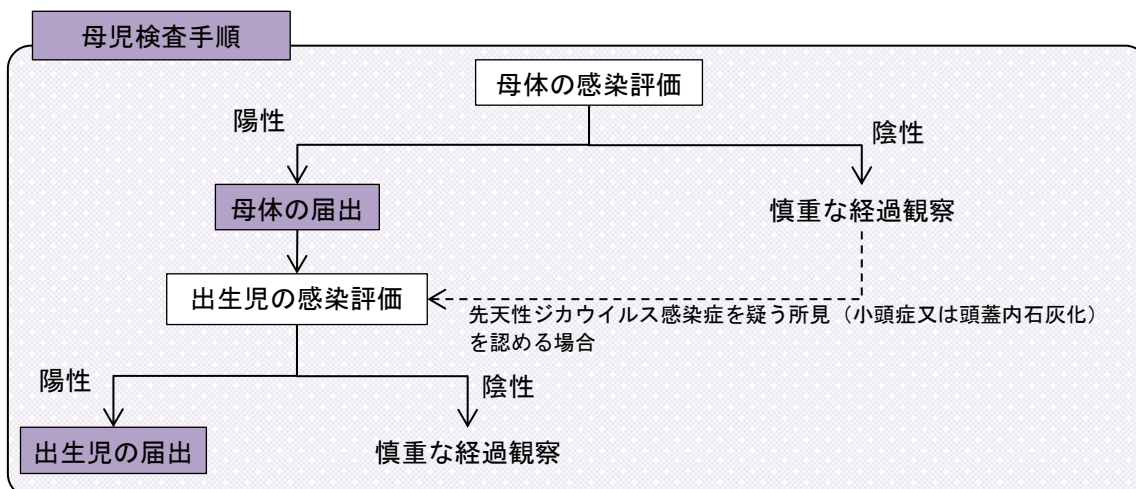 母児検査手順
母体の感染評価
陽性
陰性
母体の届出
慎重な経過観察
出生児の感染評価
先天性ジカウイルス感染症を疑う所見（小頭症又は頭蓋内石灰化）
を認める場合
陽性
陰性
出生児の届出
慎重な経過観察